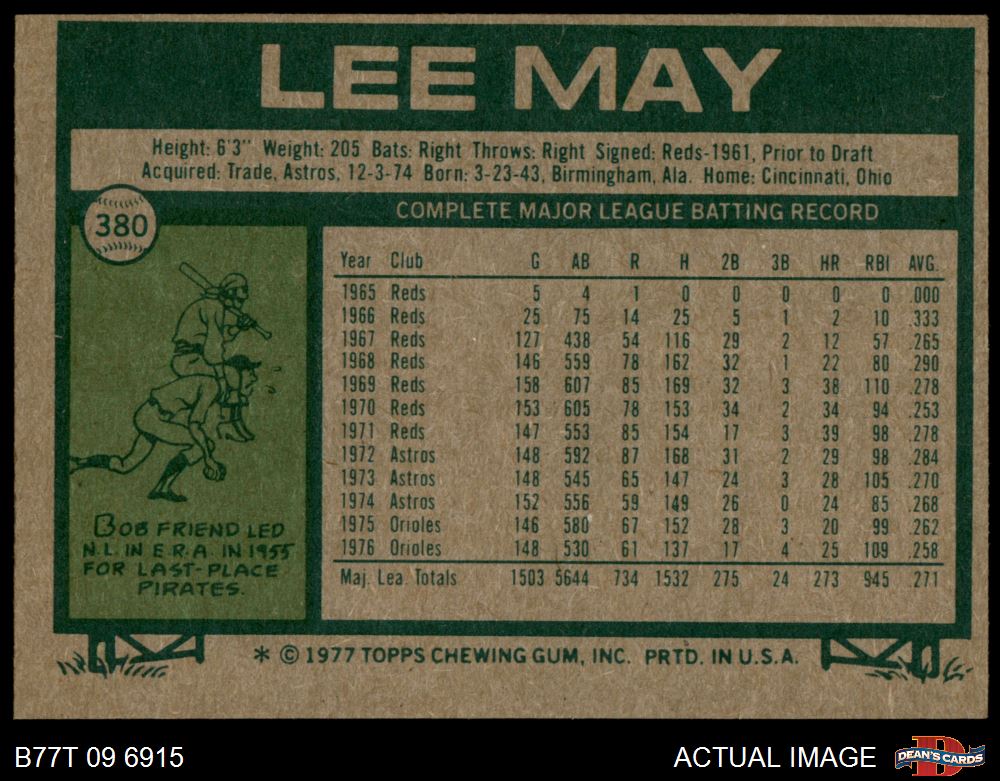 LEE MAY
Height: 6'3" Weight: 205 Bats: Right Throws: Right Signed: Reds-1961, Prior to Draft
Acquired: Trade, Astros, 12-3-74 Born: 3-23-43, Birmingham, Ala. Home: Cincinnati, Ohio
380
COMPLETE MAJOR LEAGUE BATTING RECORD
Year Club G AB R H 2B 3B HR RBI AVG.
1965 Reds 5 4 1 0 0 0 0 0 .000
1966 Reds 25 75 14 25 5 1 2 10 .333
1967 Reds 127 438 54 116 29 2 12 57 .265
1968 Reds 146 559 78 162 32 1 22 80 .290
1969 Reds 158 607 85 169 32 3 38 110 .278
1970 Reds 153 605 78 153 34 2 34 94 .253
1971 Reds 147 553 85 154 17 3 39 98 .278
1972 Astros 148 592 87 168 31 2 29 98 .284
1973 Astros 148 545 65 147 24 3 28 105 .270
1974 Astros 152 556 59 149 26 0 24 85 .268
1975 Orioles 146 580 67 152 28 3 20 99 .262
1976 Orioles 148 530 61 137 17 4 25 109 .258
Maj. Lea. Totals 1503 5644 734 1532 275 24 273 945 .271
BOB FRIEND LED
N.L. IN E.R.A. IN 1955
FOR LAST-PLACE
PIRATES.
* © 1977 TOPPS CHEWING GUM, INC. PRTD. IN U.S.A.
B77T 09 6915
ACTUAL IMAGE
D
DEAN'S CARDS